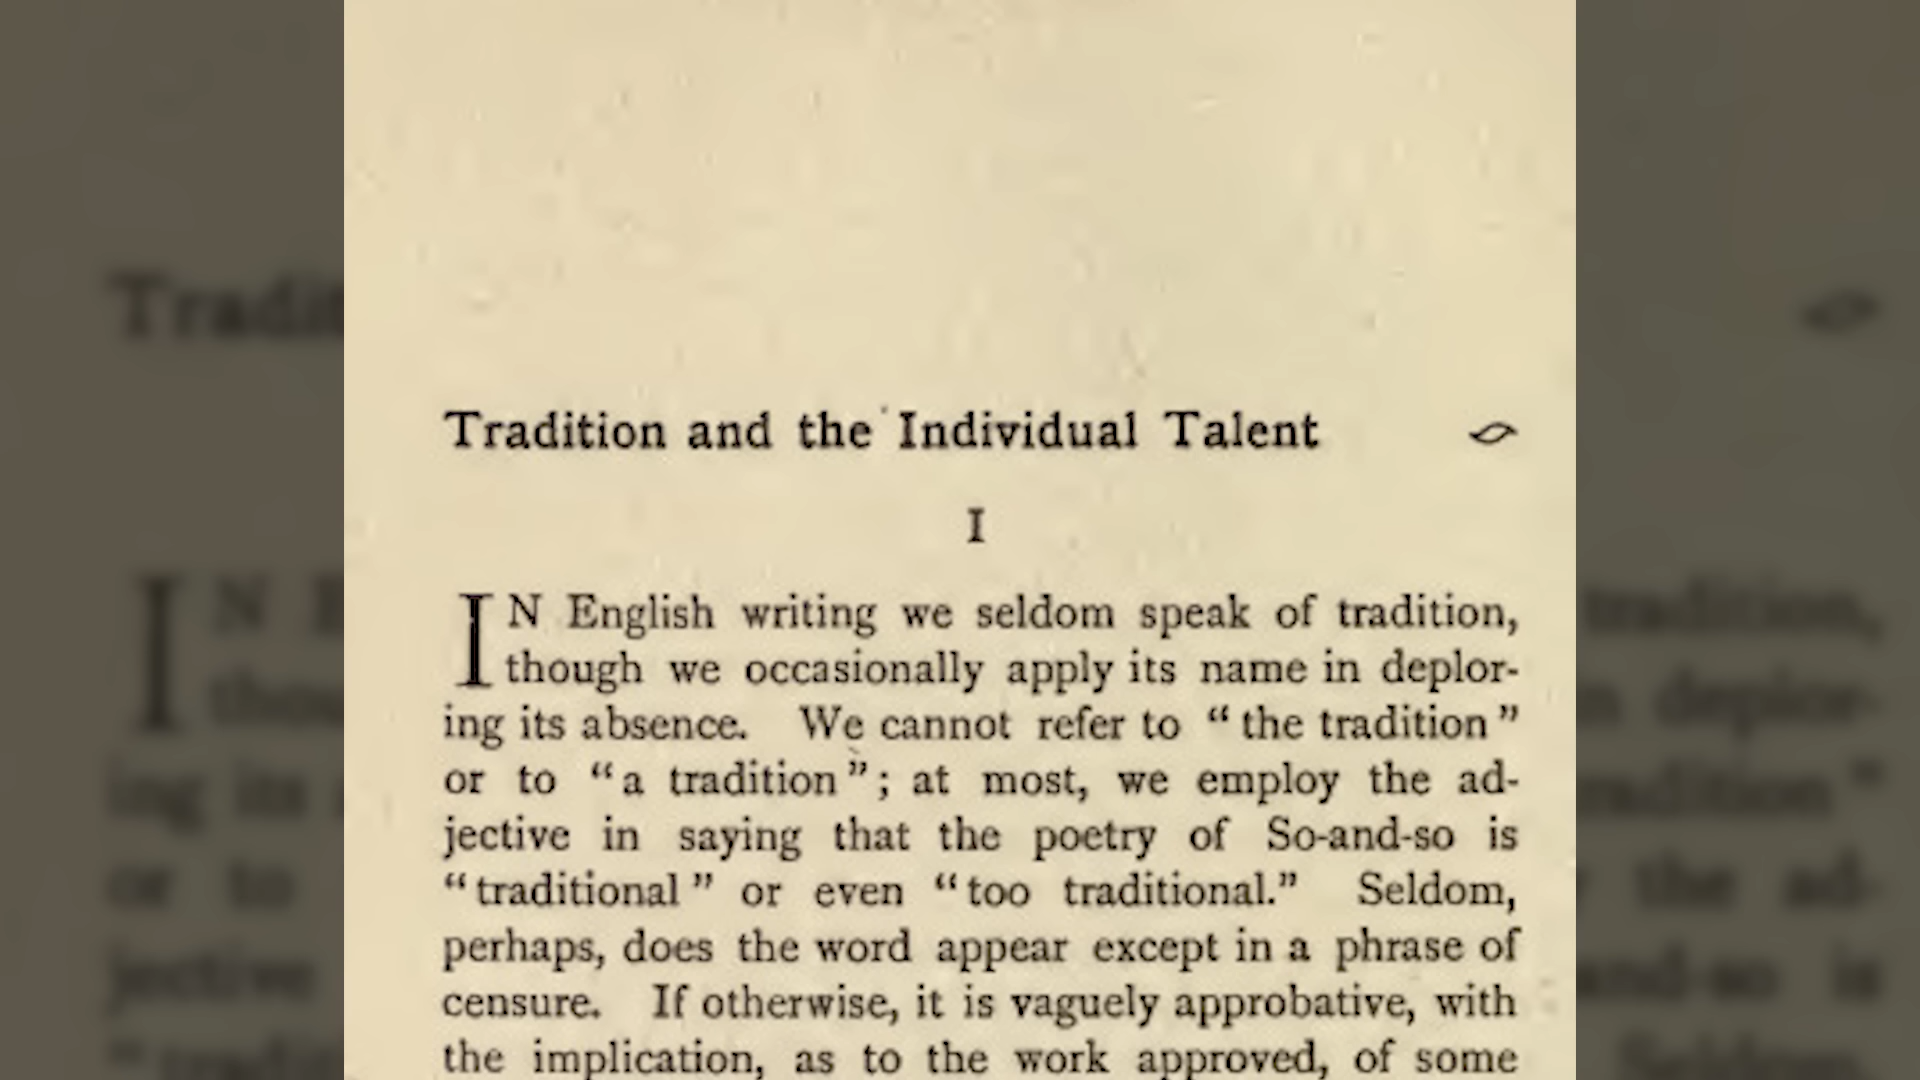 Tradition and the Individual Talent
I
IN English writing we seldom speak of tradition,
though we occasionally apply its name in deplor-
ing its absence. We cannot refer to “the tradition”
or to “a tradition”; at most, we employ the ad-
jective in saying that the poetry of So-and-so is
“traditional” or even “too traditional.” Seldom,
perhaps, does the word appear except in a phrase of
censure. If otherwise, it is vaguely approbative, with
the implication, as to the work approved, of some